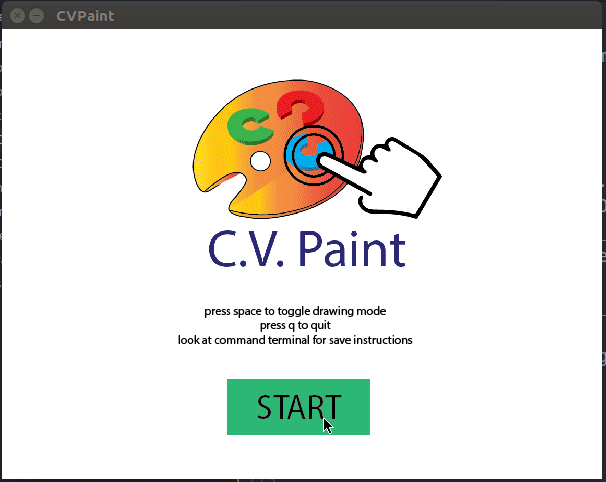 CVPaint
C.V. Paint
press space to toggle drawing mode
press q to quit
look at command terminal for save instructions
START